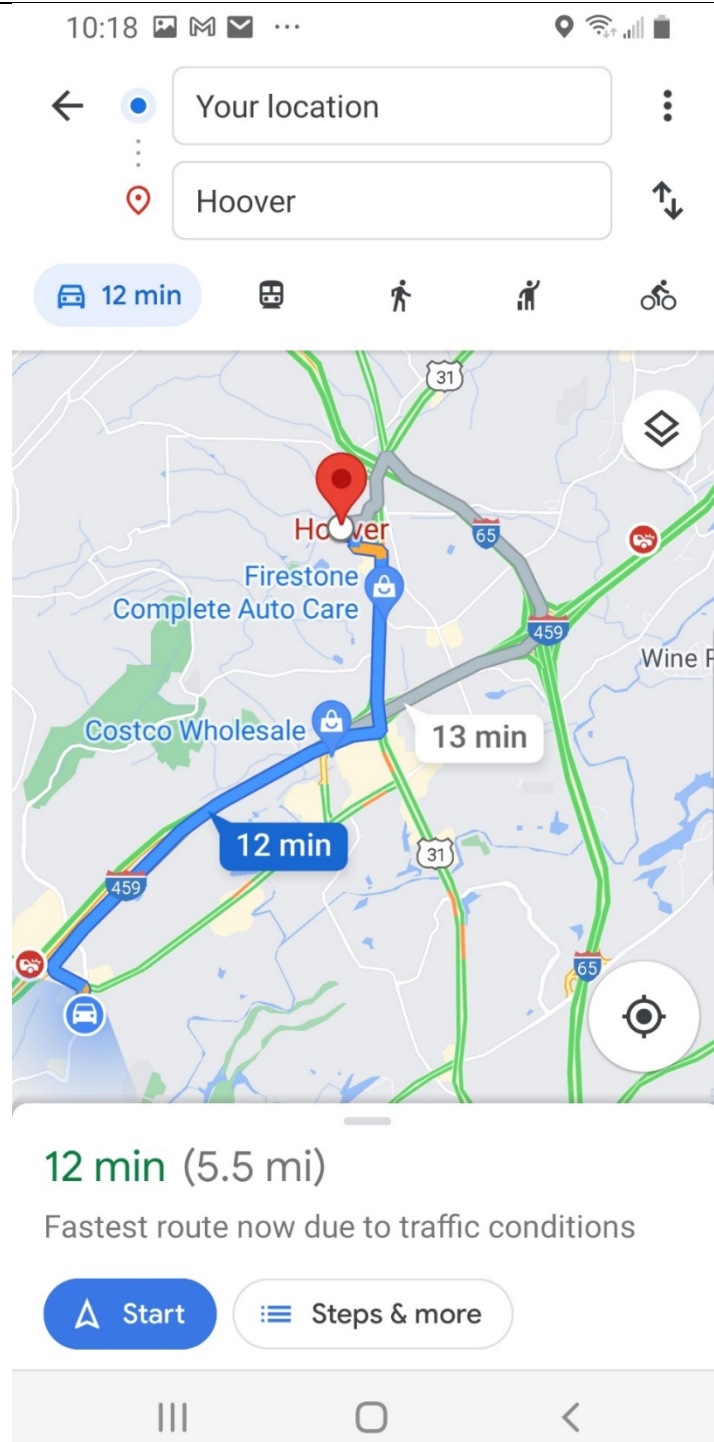 10:18
Your location
Hoover
12 min
31
Hoover
65
Firestone
Complete Auto Care
459
Wine
Costco Wholesale
13 min
12 min
31
459
65
12 min (5.5 mi)
Fastest route now due to traffic conditions
Start
Steps & more